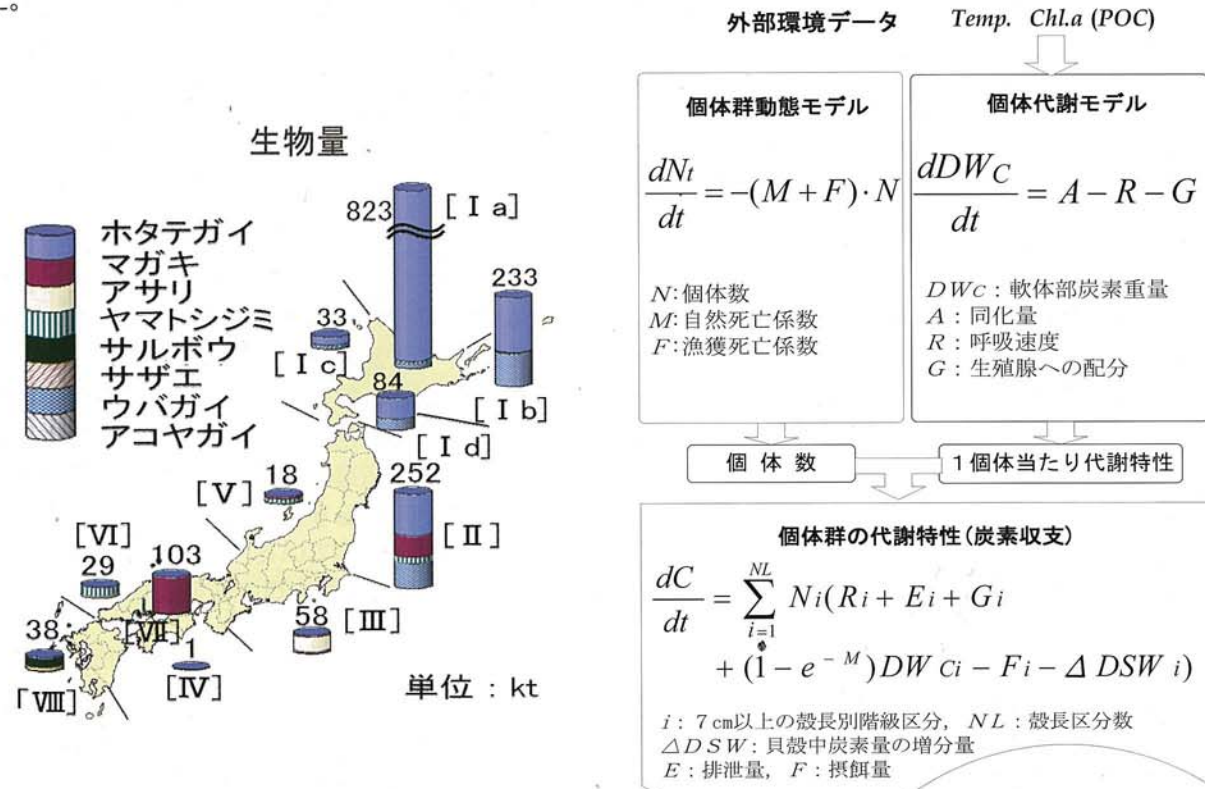 と。
生物量
ホタテガイ
マガキ
アサリ
ヤマトシジミ
サルボウ
サザエ
ウバガイ
アコヤガイ
823
[Ⅰa]
233
33
[Ⅰc]
84
[Ⅰb]
[Ⅰd]
18
[Ⅴ]
252
[Ⅱ]
[Ⅵ]
29
103
58
[Ⅲ]
38
[Ⅶ]
1
[Ⅳ]
「Ⅷ]
単位：kt
外部環境データ Temp. Chl.a (POC)
個体群動態モデル
dNt/dt = -(M + F)・N
N:個体数
M:自然死亡係数
F:漁獲死亡係数
個体代謝モデル
dDWC/dt = A - R - G
DWc：軟体部炭素重量
A：同化量
R：呼吸速度
G：生殖腺への配分
個体数
1個体当たり代謝特性
個体群の代謝特性(炭素収支)
dC/dt = Σ i=1 NL Ni(Ri + Ei + Gi
+ (1 - e^-M)DWCi - Fi - Δ DSWi)
i：7cm以上の殻長別階級区分，NL：殻長区分数
△DSW：貝殻中炭素量の増分量
E：排泄量，F：摂餌量